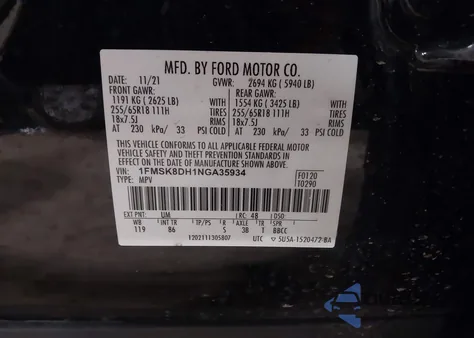 MFD. BY FORD MOTOR CO.
DATE: 11/21 GVWR: 2694 KG ( 5940 LB)
FRONT GAWR: REAR GAWR:
1191 KG ( 2625 LB) 1554 KG ( 3425 LB)
255/65R18 111H TIRES 255/65R18 111H TIRES
18x7.5J RIMS 18x7.5J RIMS
AT 230 kPa/ 33 PSI COLD AT 230 kPa/ 33 PSI COLD
THIS VEHICLE CONFORMS TO ALL APPLICABLE FEDERAL MOTOR
VEHICLE SAFETY AND THEFT PREVENTION STANDARDS IN
EFFECT ON THE DATE OF MANUFACTURE SHOWN ABOVE.
VIN: 1FMSK8DH1NGA35934 F0120
TYPE: MPV T0290
EXT PNT: UM RC: 48 DSO:
WB INT TR TP/PS R AXLE TR SPR
119 86 S 3B 1 BBCC
1202111305807 UTC 5U5A-1520472-BA